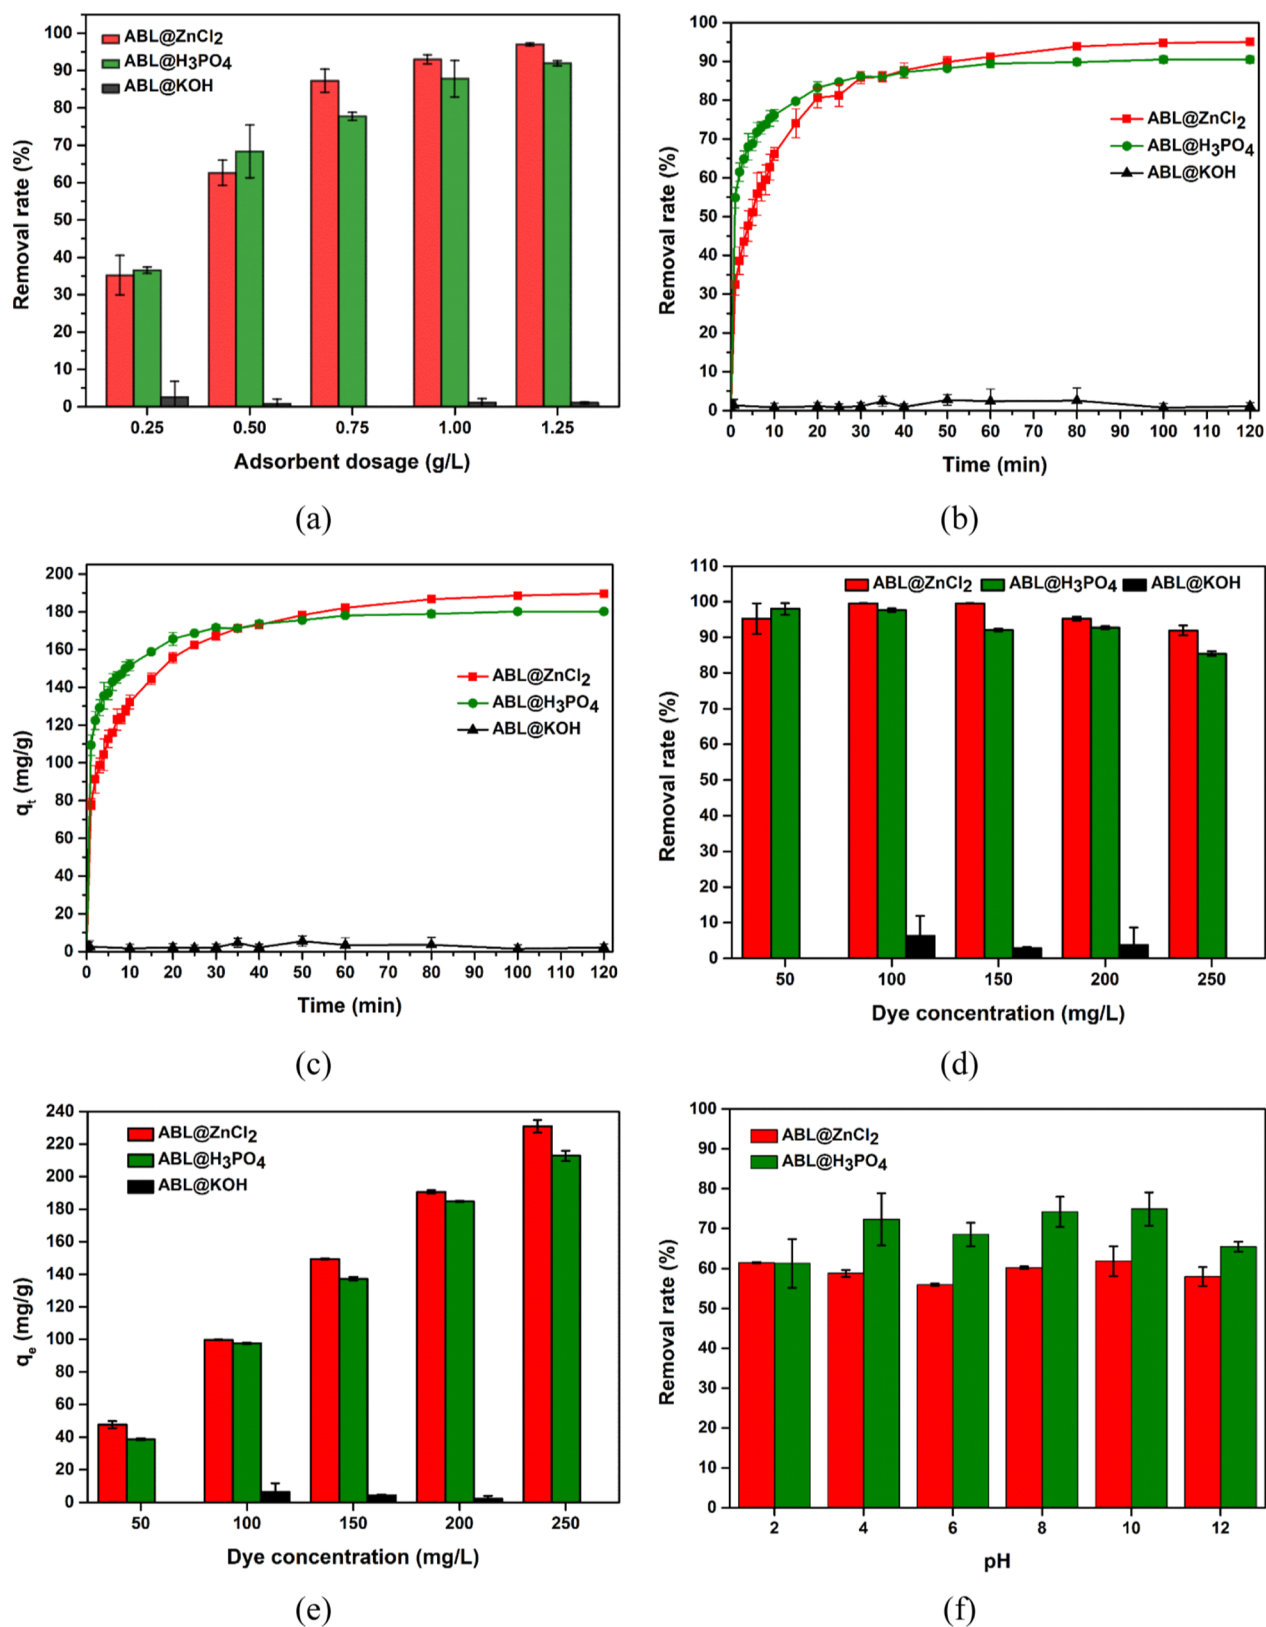 ABL@ZnCl2
ABL@H3PO4
ABL@KOH
Removal rate (%)
100
90
80
70
60
50
40
30
20
10
0
0.25 0.50 0.75 1.00 1.25
Adsorbent dosage (g/L)
(a)
ABL@ZnCl2
ABL@H3PO4
ABL@KOH
Removal rate (%)
100
90
80
70
60
50
40
30
20
10
0
0 10 20 30 40 50 60 70 80 90 100 110 120
Time (min)
(b)
ABL@ZnCl2
ABL@H3PO4
ABL@KOH
qt (mg/g)
200
180
160
140
120
100
80
60
40
20
0
0 10 20 30 40 50 60 70 80 90 100 110 120
Time (min)
(c)
ABL@ZnCl2 ABL@H3PO4 ABL@KOH
Removal rate (%)
110
100
90
80
70
60
50
40
30
20
10
0
50 100 150 200 250
Dye concentration (mg/L)
(d)
ABL@ZnCl2
ABL@H3PO4
ABL@KOH
qe (mg/g)
240
220
200
180
160
140
120
100
80
60
40
20
0
50 100 150 200 250
Dye concentration (mg/L)
(e)
ABL@ZnCl2
ABL@H3PO4
Removal rate (%)
100
90
80
70
60
50
40
30
20
10
0
2 4 6 8 10 12
pH
(f)